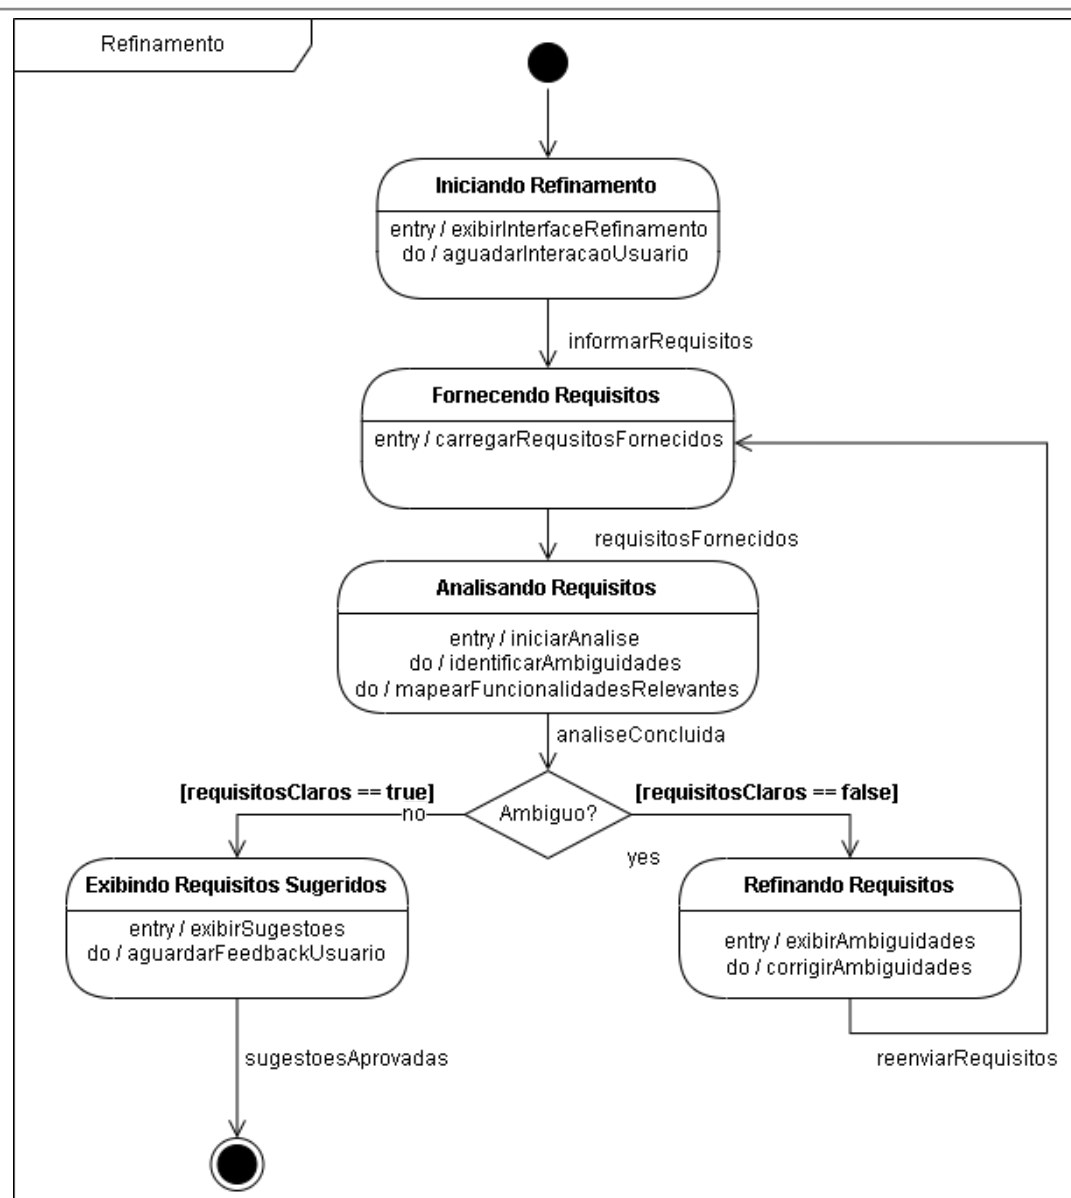 Refinamento
Iniciando Refinamento
entry / exibirInterfaceRefinamento
do / aguadarInteracaoUsuario
informarRequisitos
Fornecendo Requisitos
entry / carregarRequsitosFornecidos
requisitosFornecidos
Analisando Requisitos
entry / iniciarAnalise
do / identificarAmbiguidades
do / mapearFuncionalidadesRelevantes
analiseConcluida
[requisitosClaros == true]
no
Ambiguo?
[requisitosClaros == false]
yes
Exibindo Requisitos Sugeridos
entry / exibirSugestoes
do / aguardarFeedbackUsuario
Refinando Requisitos
entry / exibirAmbiguidades
do / corrigirAmbiguidades
sugestoesAprovadas
reenviarRequisitos